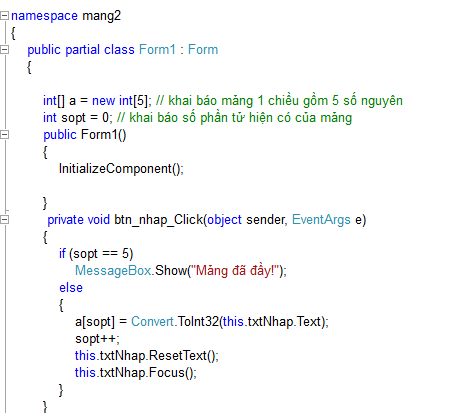 namespace mang2
{
public partial class Form1 : Form
{
int[] a = new int[5]; // khai báo mảng 1 chiều gồm 5 số nguyên
int sopt = 0; // khai báo số phần tử hiện có của mảng
public Form1()
{
InitializeComponent();
}
private void btn_nhap_Click(object sender, EventArgs e)
{
if (sopt == 5)
MessageBox.Show("Mảng đã đầy!");
else
{
a[sopt] = Convert.ToInt32(this.txtNhap.Text);
sopt++;
this.txtNhap.ResetText();
this.txtNhap.Focus();
}
}